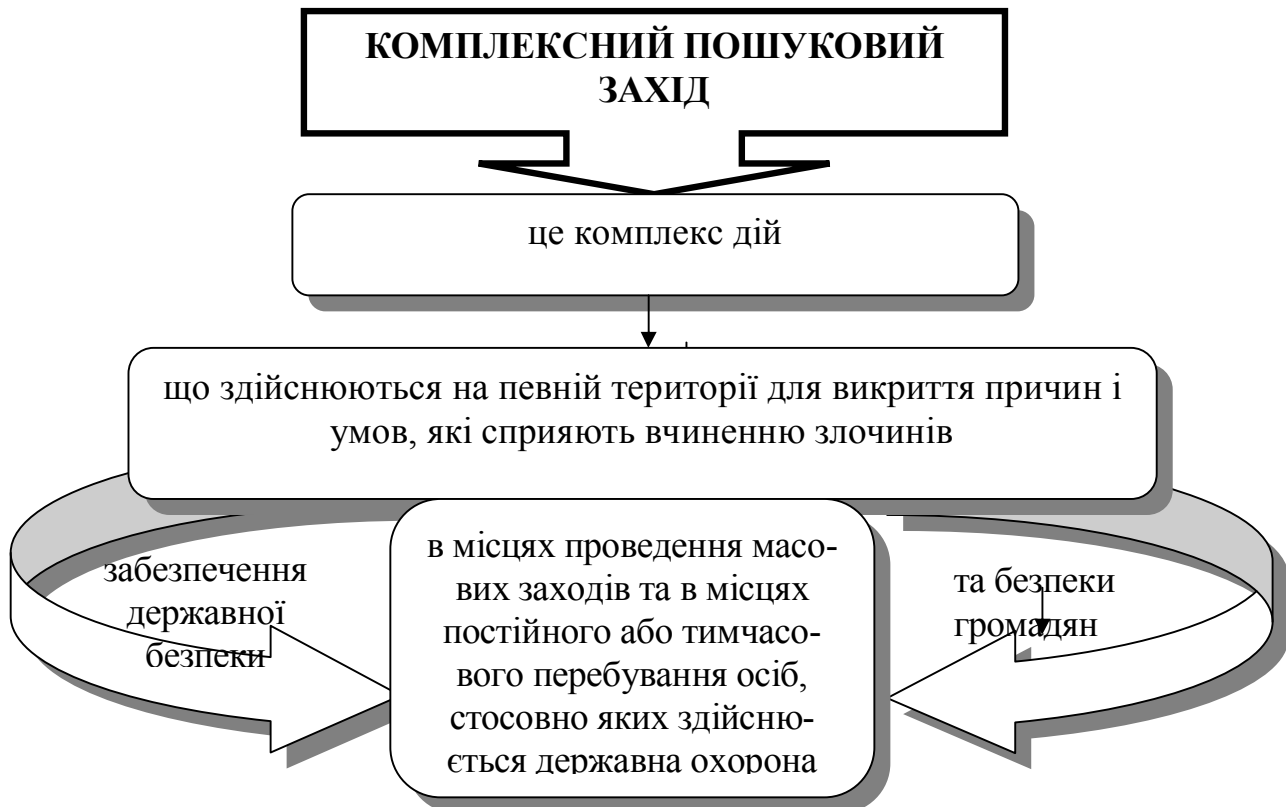 КОМПЛЕКСНИЙ ПОШУКОВИЙ
ЗАХІД
це комплекс дій
що здійснюються на певній території для викриття причин і
умов, які сприяють вчиненню злочинів
забезпечення
державної
безпеки
в місцях проведення масо-
вих заходів та в місцях
постійного або тимчасо-
вого перебування осіб,
стосовно яких здійсню-
ється державна охорона
та безпеки
громадян